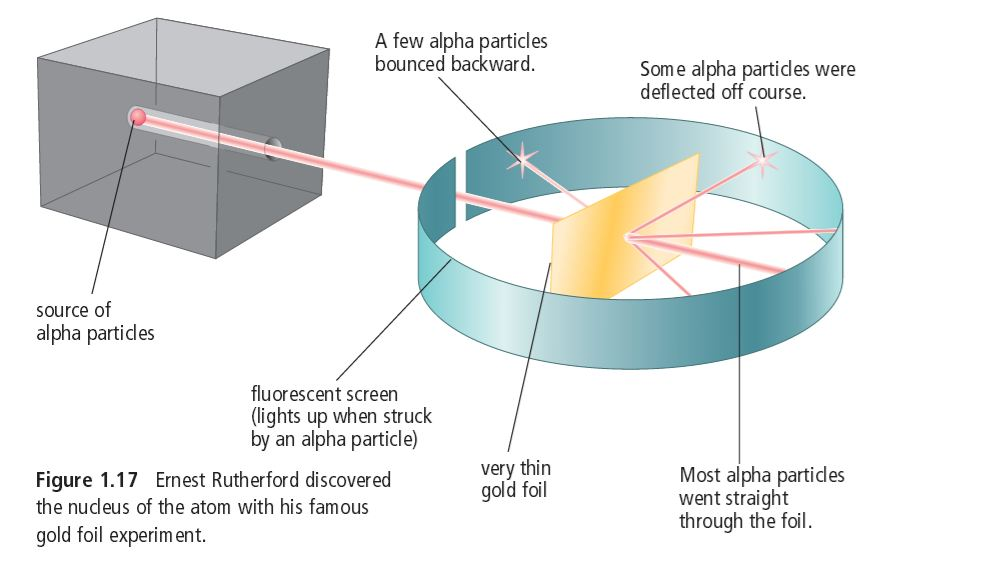 A few alpha particles
bounced backward.
Some alpha particles were
deflected off course.
source of
alpha particles
fluorescent screen
(lights up when struck
by an alpha particle)
very thin
gold foil
Most alpha particles
went straight
through the foil.
Figure 1.17 Ernest Rutherford discovered
the nucleus of the atom with his famous
gold foil experiment.